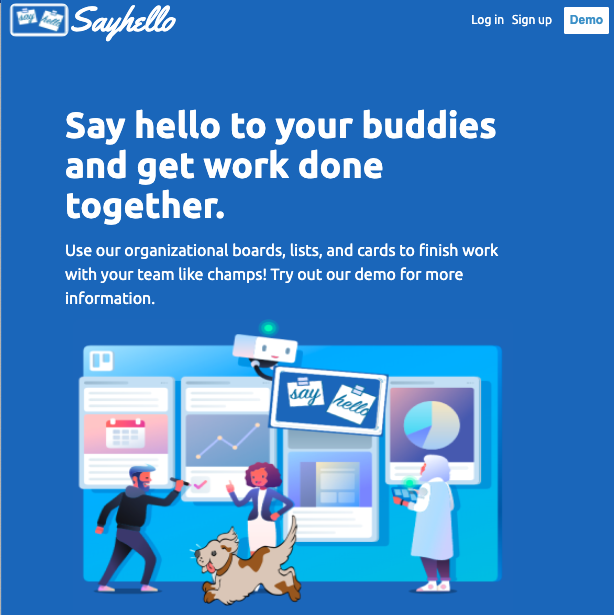 say hello Sayhello
Log in Sign up Demo
Say hello to your buddies
and get work done
together.
Use our organizational boards, lists, and cards to finish work
with your team like champs! Try out our demo for more
information.
say hello